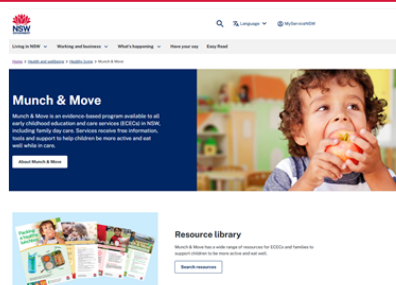 NSW
Language
MyServiceNSW
Living in NSW
Working and business
What's happening
Have your say
Easy Read
Home > Health and wellbeing > Healthy living > Munch & Move
Munch & Move
Munch & Move is an evidence-based program available to all
early childhood education and care services (ECECs) in NSW,
including family day care. Services receive free information,
tools and support to help children be more active and eat
well while in care.
About Munch & Move
Resource library
Munch & Move has a wide range of resources for ECECs and families to
support children to be more active and eat well.
Search resources